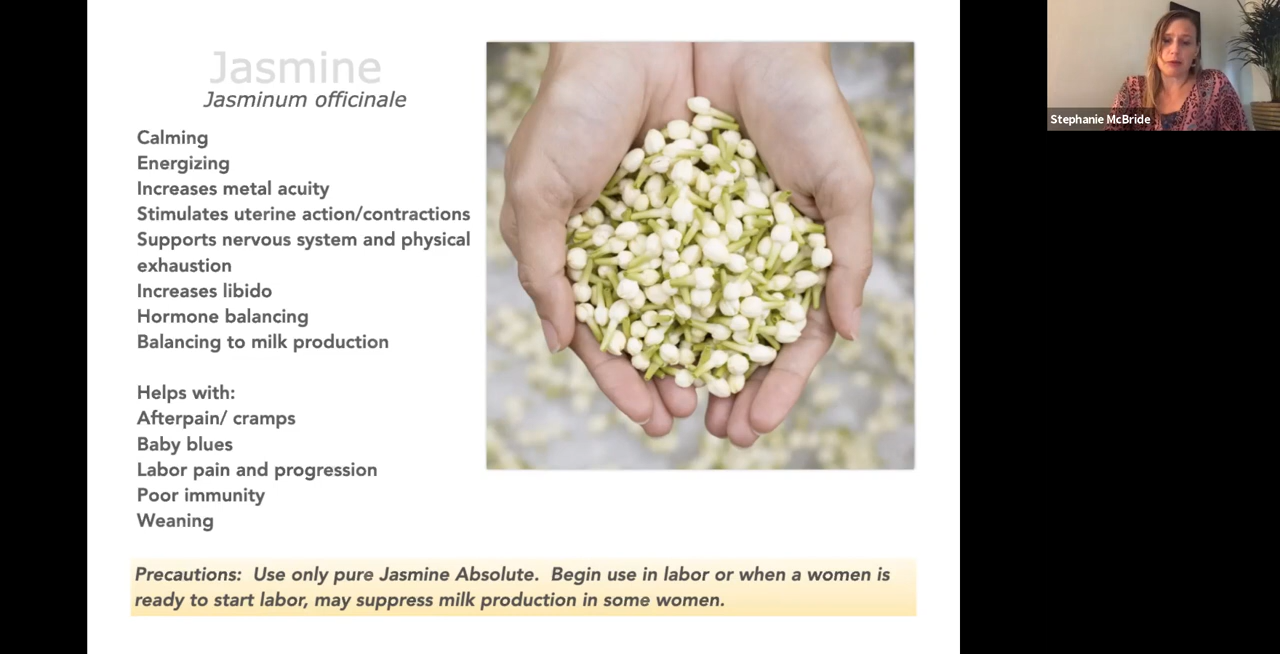 Jasmine
Jasminum officinale
Calming
Energizing
Increases metal acuity
Stimulates uterine action/contractions
Supports nervous system and physical
exhaustion
Increases libido
Hormone balancing
Balancing to milk production
Helps with:
Afterpain/ cramps
Baby blues
Labor pain and progression
Poor immunity
Weaning
Precautions: Use only pure Jasmine Absolute. Begin use in labor or when a women is
ready to start labor, may suppress milk production in some women.
Stephanie McBride